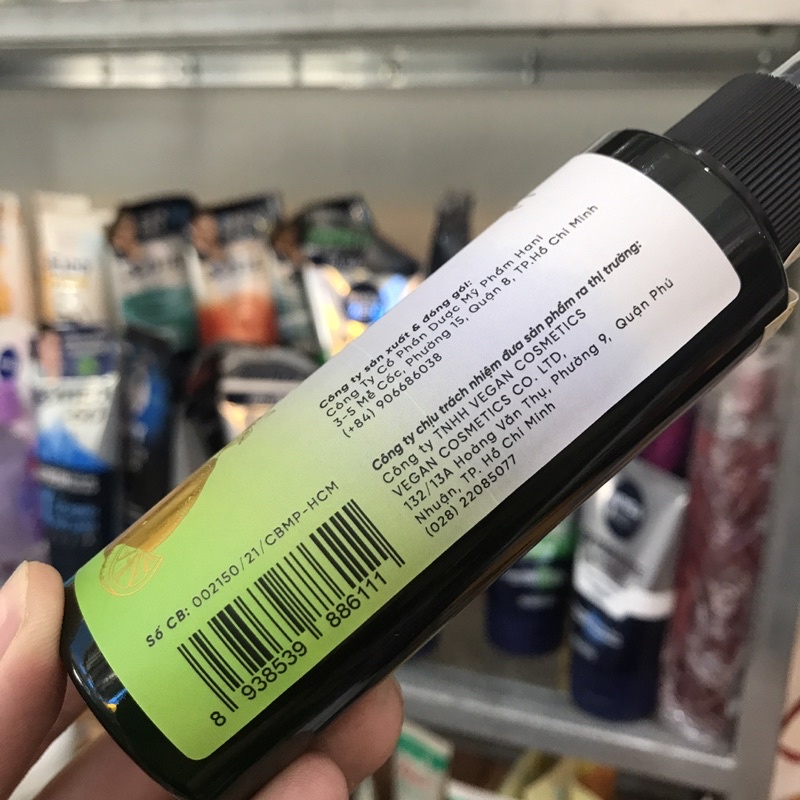 Công ty sản xuất & đóng gói:
Công Ty Cổ Phần Dược Mỹ Phẩm Hani
3-5 Mễ Cốc, Phường 15, Quận 8, TP.Hồ Chí Minh
(+84) 906686038
Công ty chịu trách nhiệm đưa sản phẩm ra thị trường:
Công ty TNHH VEGAN COSMETICS
VEGAN COSMETICS CO. LTD,
132/13A Hoàng Văn Thụ, Phường 9, Quận Phú
Nhuận, TP. Hồ Chí Minh
(028) 22085077
Số CB: 002150/21/CBMP-HCM
8 938539 886111